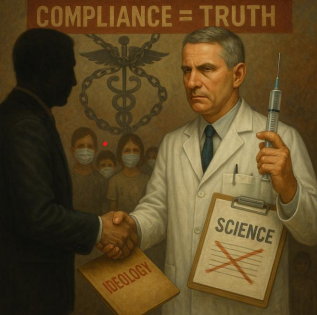 COMPLIANCE = TRUTH
SCIENCE
IDEOLOGY